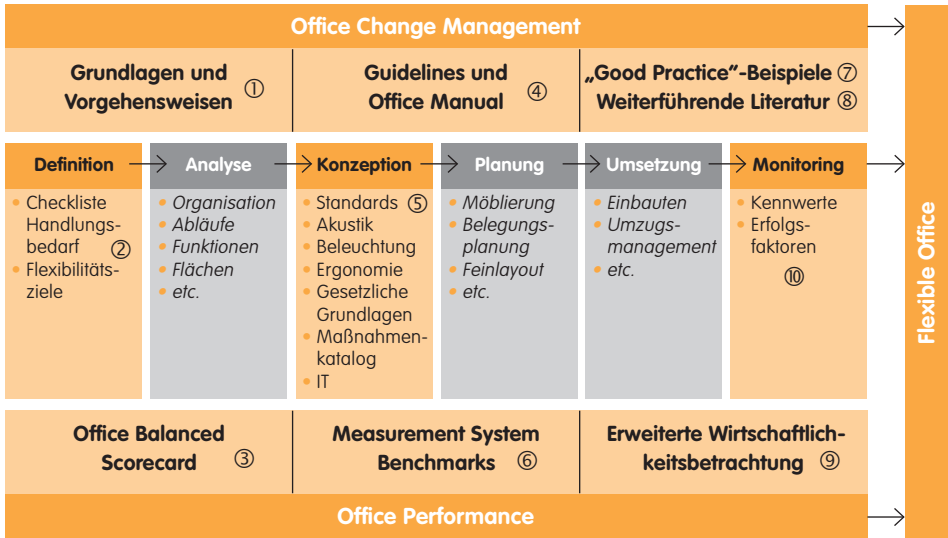 Office Change Management
Grundlagen und
Vorgehensweisen ①
Guidelines und
Office Manual ④
„Good Practice”-Beispiele ⑦
Weiterführende Literatur ⑧
Definition
• Checkliste
Handlungs-
bedarf ②
• Flexibilitäts-
ziele
Analyse
• Organisation
• Abläufe
• Funktionen
• Flächen
• etc.
Konzeption
• Standards ⑤
• Akustik
• Beleuchtung
• Ergonomie
• Gesetzliche
Grundlagen
• Maßnahmen-
katalog
• IT
Planung
• Möblierung
• Belegungs-
planung
• Feinlayout
• etc.
Umsetzung
• Einbauten
• Umzugs-
management
• etc.
Monitoring
• Kennwerte
• Erfolgs-
faktoren
⑩
Office Balanced
Scorecard ③
Measurement System
Benchmarks ⑥
Erweiterte Wirtschaftlich-
keitsbetrachtung ⑨
Office Performance
Flexible Office